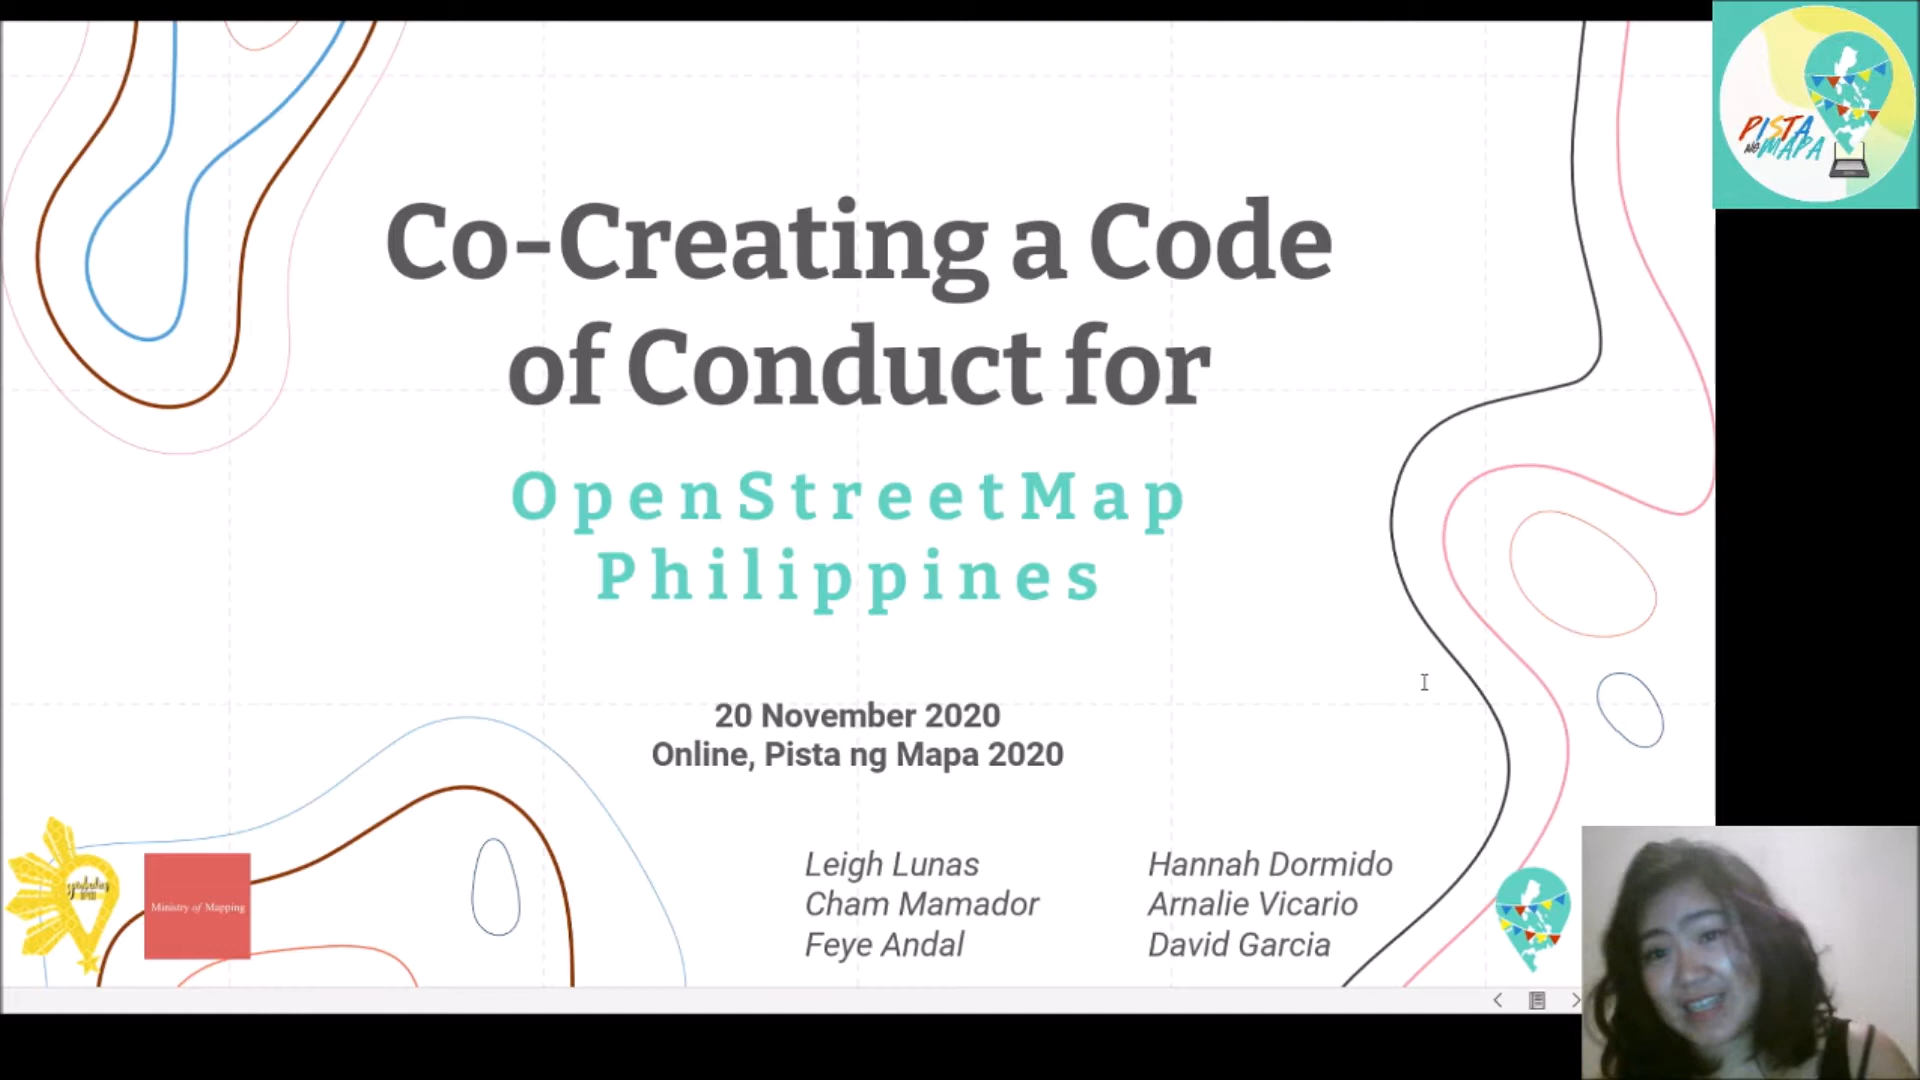 Co-Creating a Code
of Conduct for
OpenStreetMap
Philippines
20 November 2020
Online, Pista ng Mapa 2020
Leigh Lunas
Cham Mamador
Feye Andal
Hannah Dormido
Arnalie Vicario
David Garcia
Ministry of Mapping
PISTA
NG MAPA